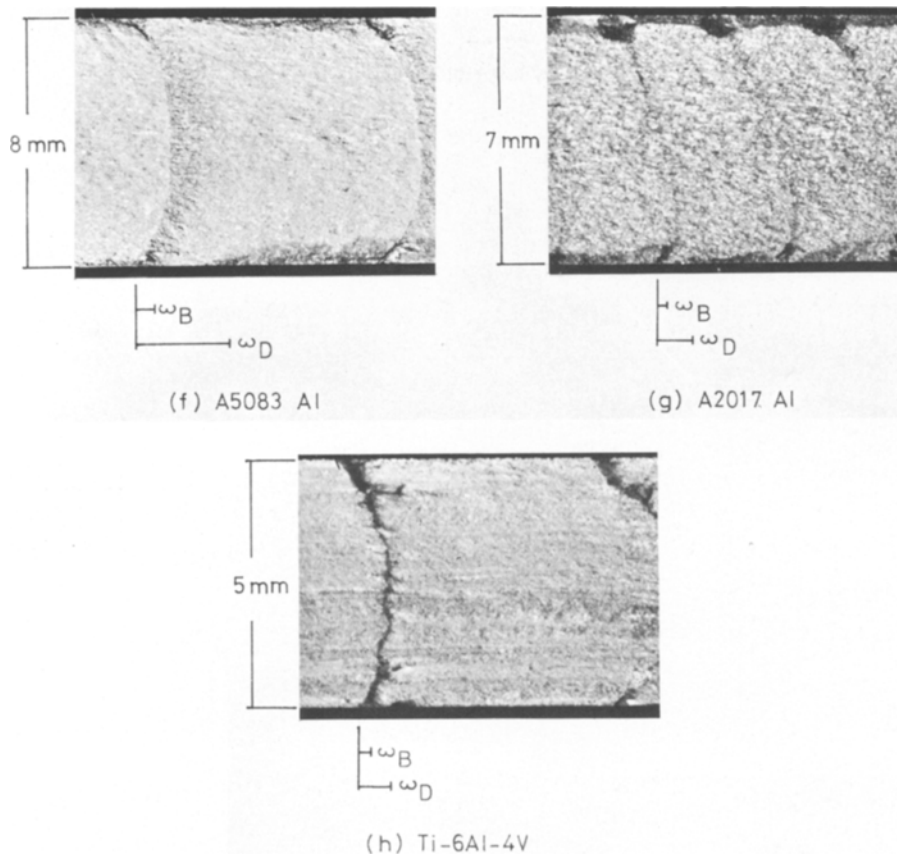 8 mm
7 mm
ωB
ωD
ωB
ωD
(f) A5083 Al
(g) A2017 Al
5 mm
ωB
ωD
(h) Ti-6Al-4V